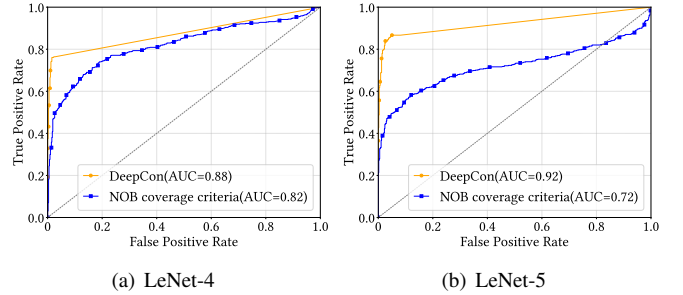 1.0
0.8
0.6
0.4
0.2
0.0
True Positive Rate
DeepCon(AUC=0.88)
NOB coverage criteria(AUC=0.82)
0 0.2 0.4 0.6 0.8 1.0
False Positive Rate
(a) LeNet-4
1.0
0.8
0.6
0.4
0.2
0.0
True Positive Rate
DeepCon(AUC=0.92)
NOB coverage criteria(AUC=0.72)
0 0.2 0.4 0.6 0.8 1.0
False Positive Rate
(b) LeNet-5